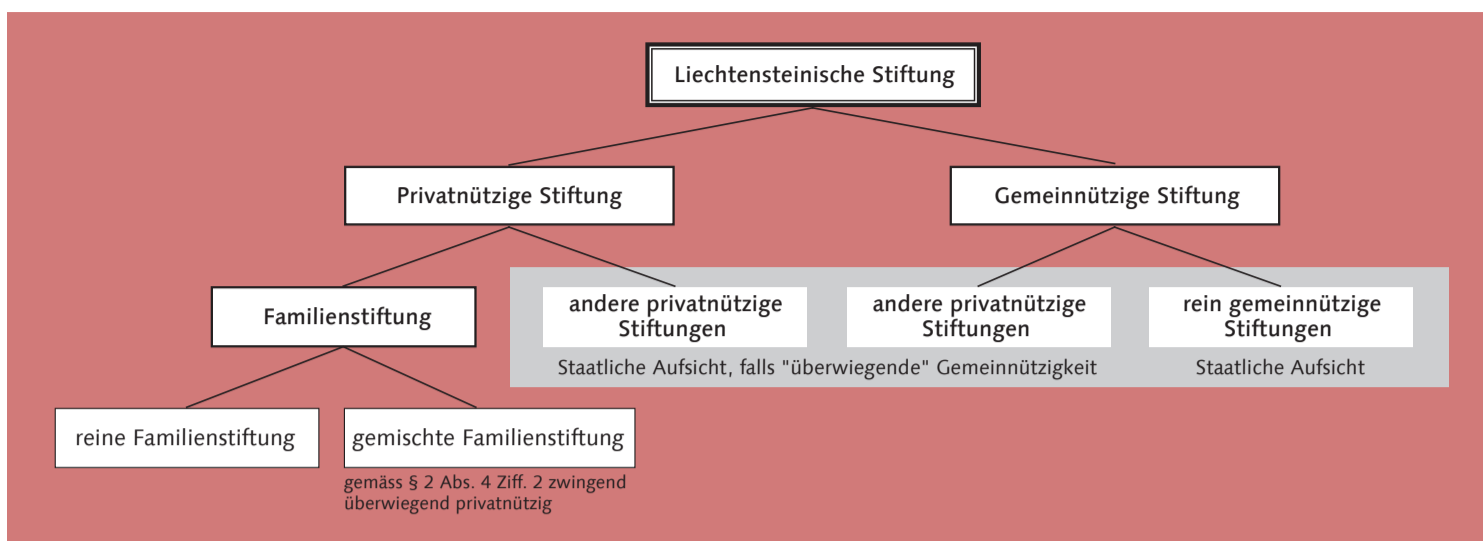 Liechtensteinische Stiftung
Privatnützige Stiftung
Gemeinnützige Stiftung
Familienstiftung
andere privatnützige
Stiftungen
andere privatnützige
Stiftungen
rein gemeinnützige
Stiftungen
Staatliche Aufsicht, falls "überwiegende" Gemeinnützigkeit
Staatliche Aufsicht
reine Familienstiftung
gemischte Familienstiftung
gemäss § 2 Abs. 4 Ziff. 2 zwingend
überwiegend privatnützig